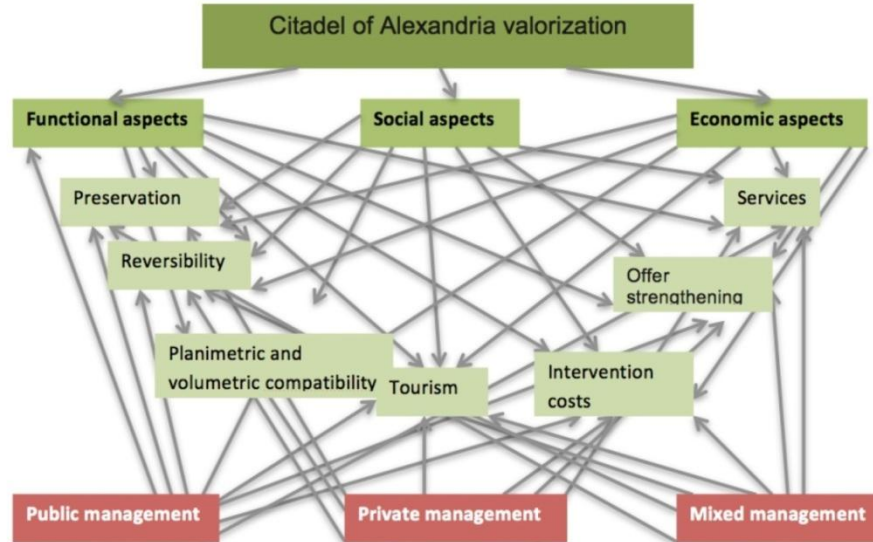 Citadel of Alexandria valorization
Functional aspects
Social aspects
Economic aspects
Preservation
Services
Reversibility
Offer
strengthening
Planimetric and
volumetric compatibility
Tourism
Intervention
costs
Public management
Private management
Mixed management